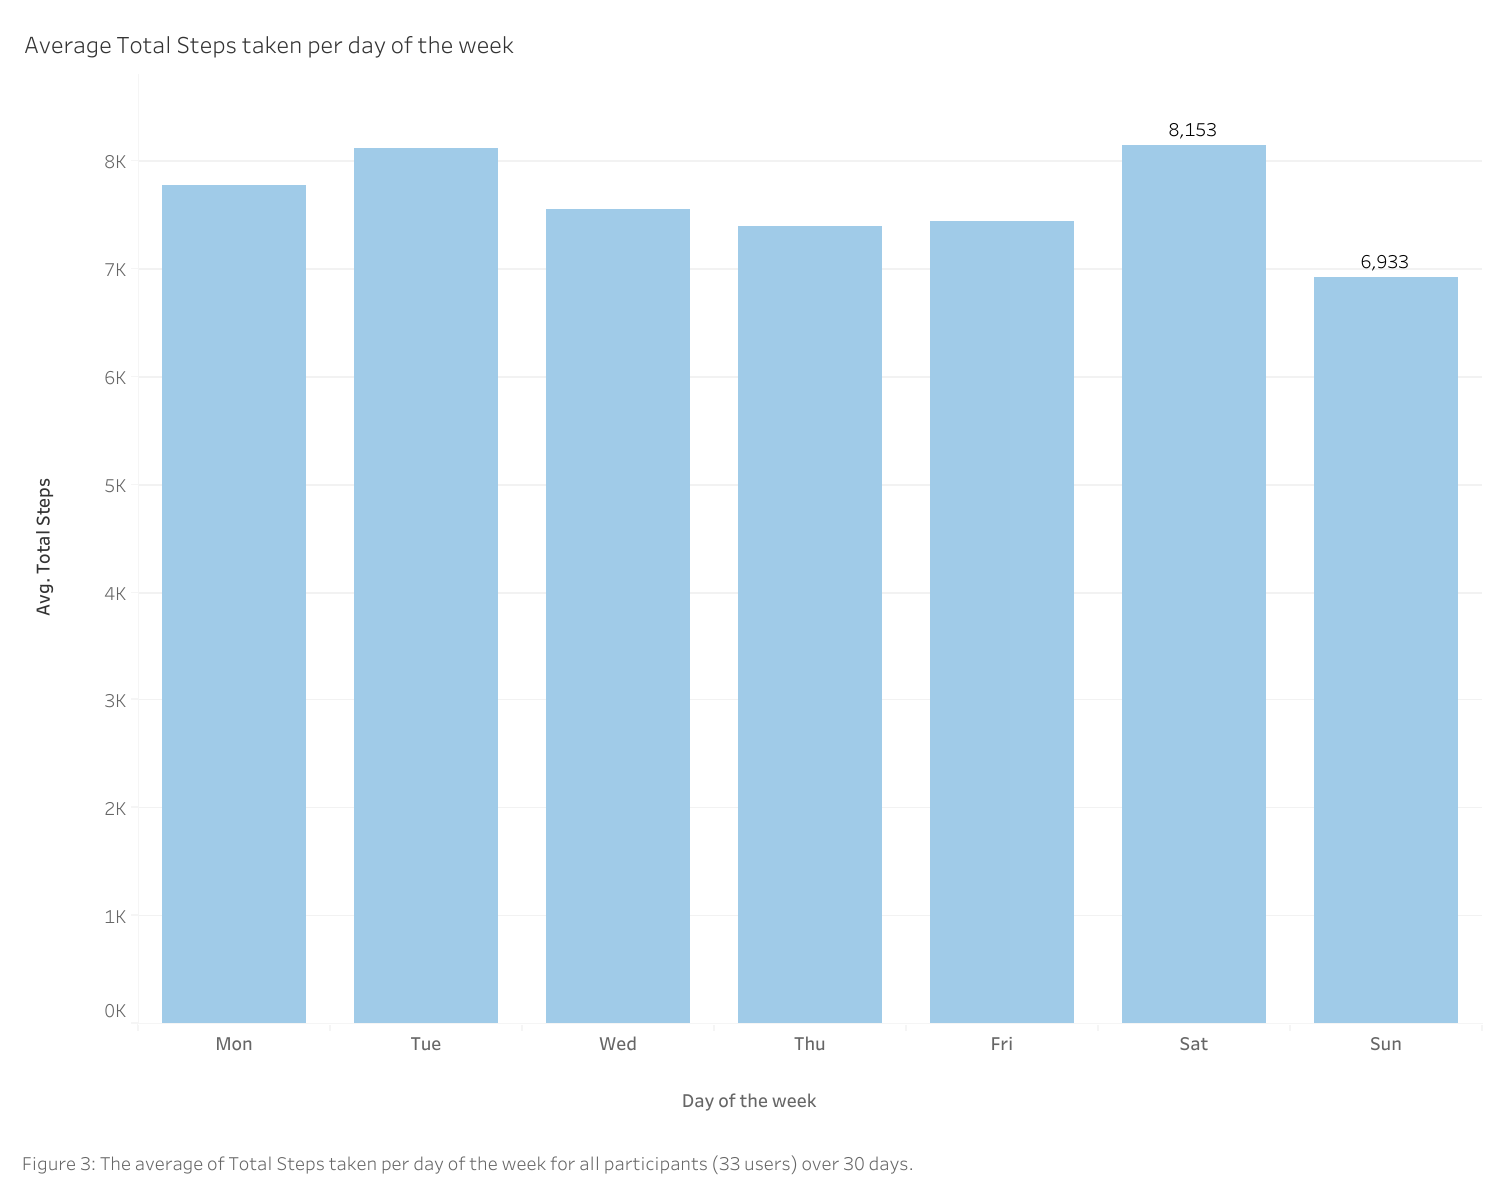 Average Total Steps taken per day of the week
8,153
8K
6,933
7K
6K
5K
4K
3K
2K
1K
0K
Avg. Total Steps
Mon Tue Wed Thu Fri Sat Sun
Day of the week
Figure 3: The average of Total Steps taken per day of the week for all participants (33 users) over 30 days.